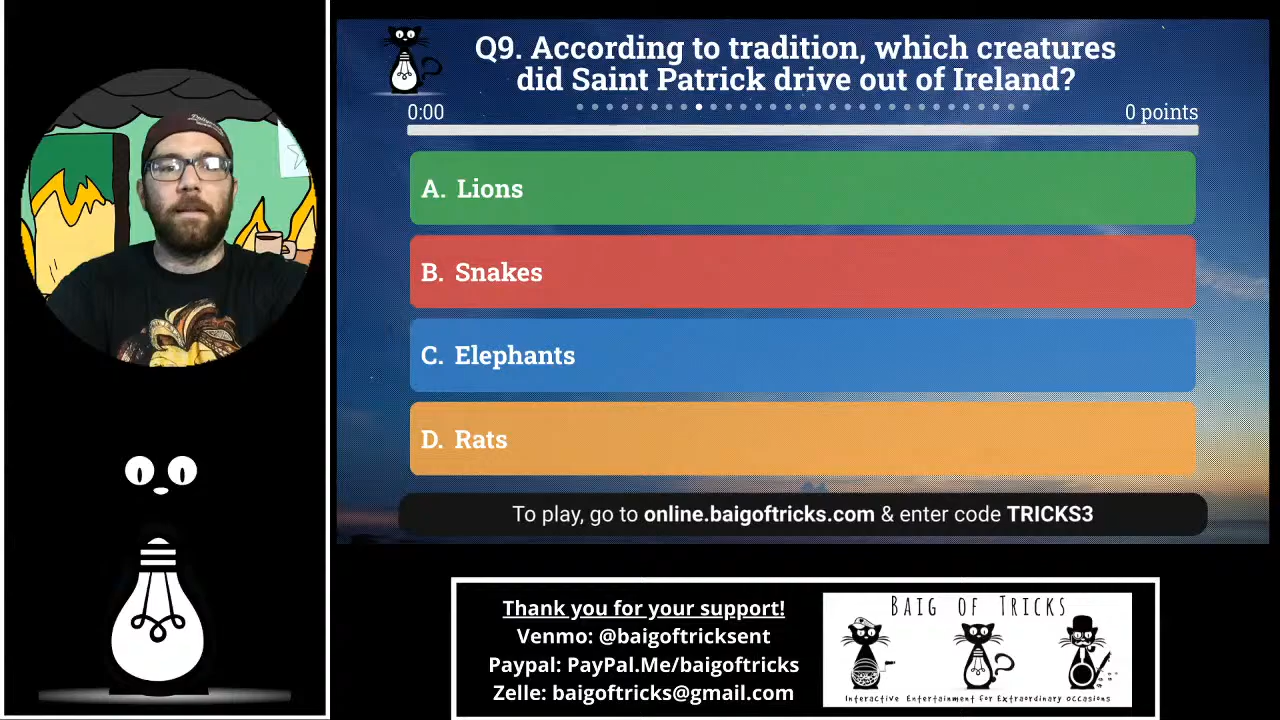 Q9. According to tradition, which creatures
did Saint Patrick drive out of Ireland?
0:00
0 points
A. Lions
B. Snakes
C. Elephants
D. Rats
To play, go to online.baigoftricks.com & enter code TRICKS3
Thank you for your support!
Venmo: @baigoftricksent
Paypal: PayPal.Me/baigoftricks
Zelle: baigoftricks@gmail.com
BAIG OF TRICKS
Interactive Entertainment for Extraordinary Occasions